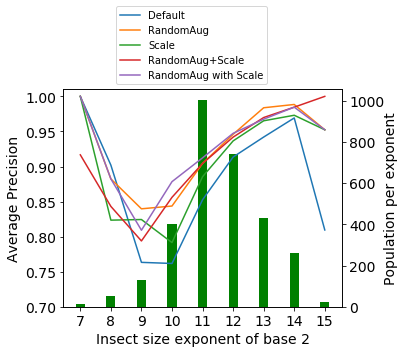 Default
RandomAug
Scale
RandomAug+Scale
RandomAug with Scale
1.00
0.95
0.90
0.85
0.80
0.75
0.70
Average Precision
1000
800
600
400
200
0
Population per exponent
7 8 9 10 11 12 13 14 15
Insect size exponent of base 2